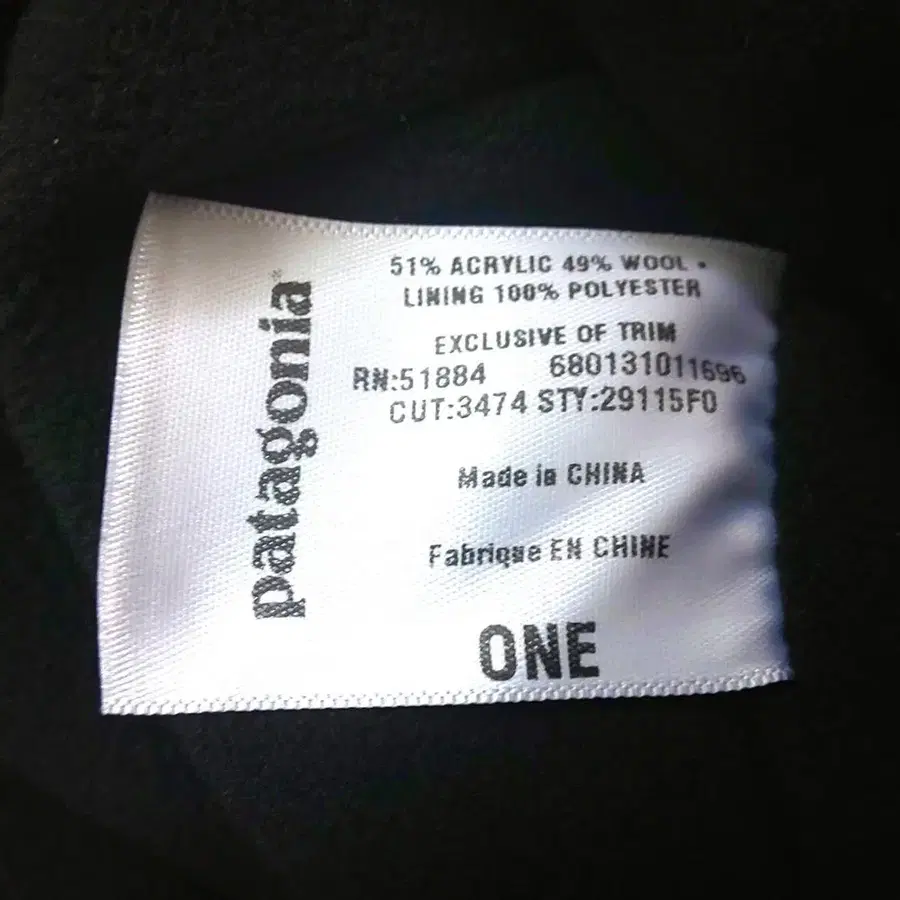 patagonia®
51% ACRYLIC 49% WOOL •
LINING 100% POLYESTER
EXCLUSIVE OF TRIM
RN:51884 680131011696
CUT:3474 STY:29115F0
Made in CHINA
Fabrique EN CHINE
ONE